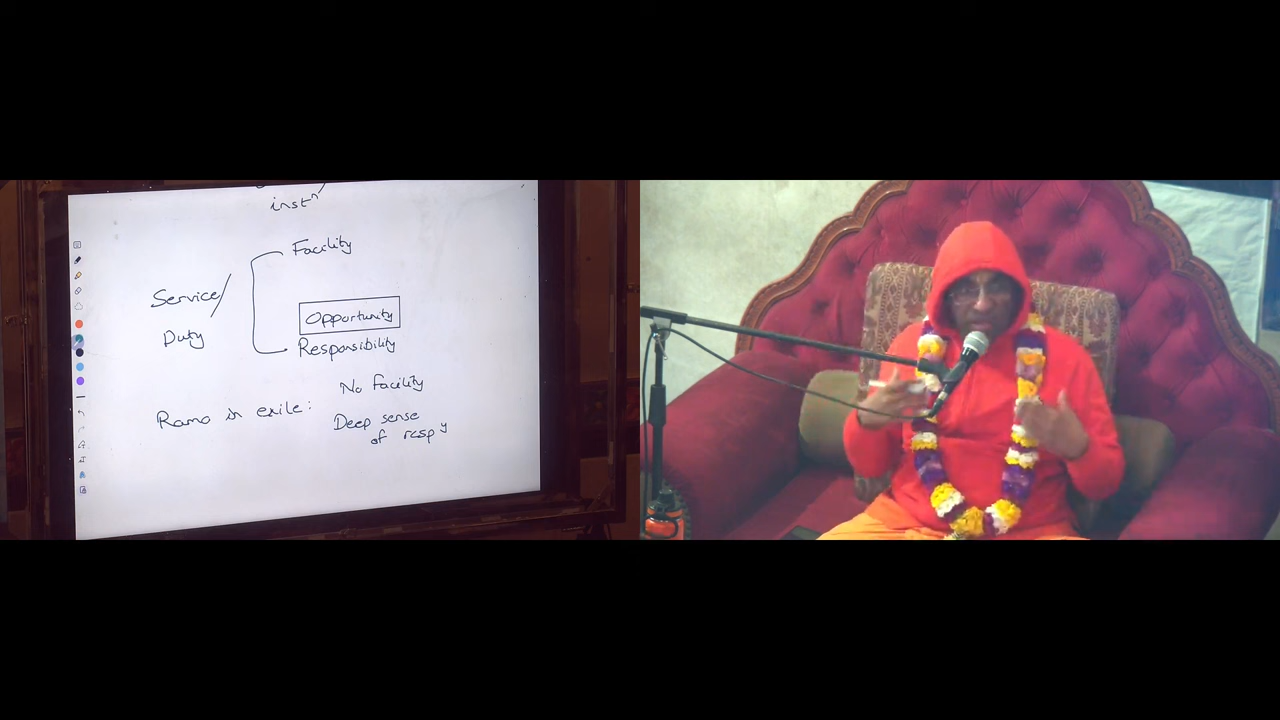 instⁿ
Facility
Service/
Duty
Opportunity
Responsibility
No facility
Rama in exile:
Deep sense
of respʸ